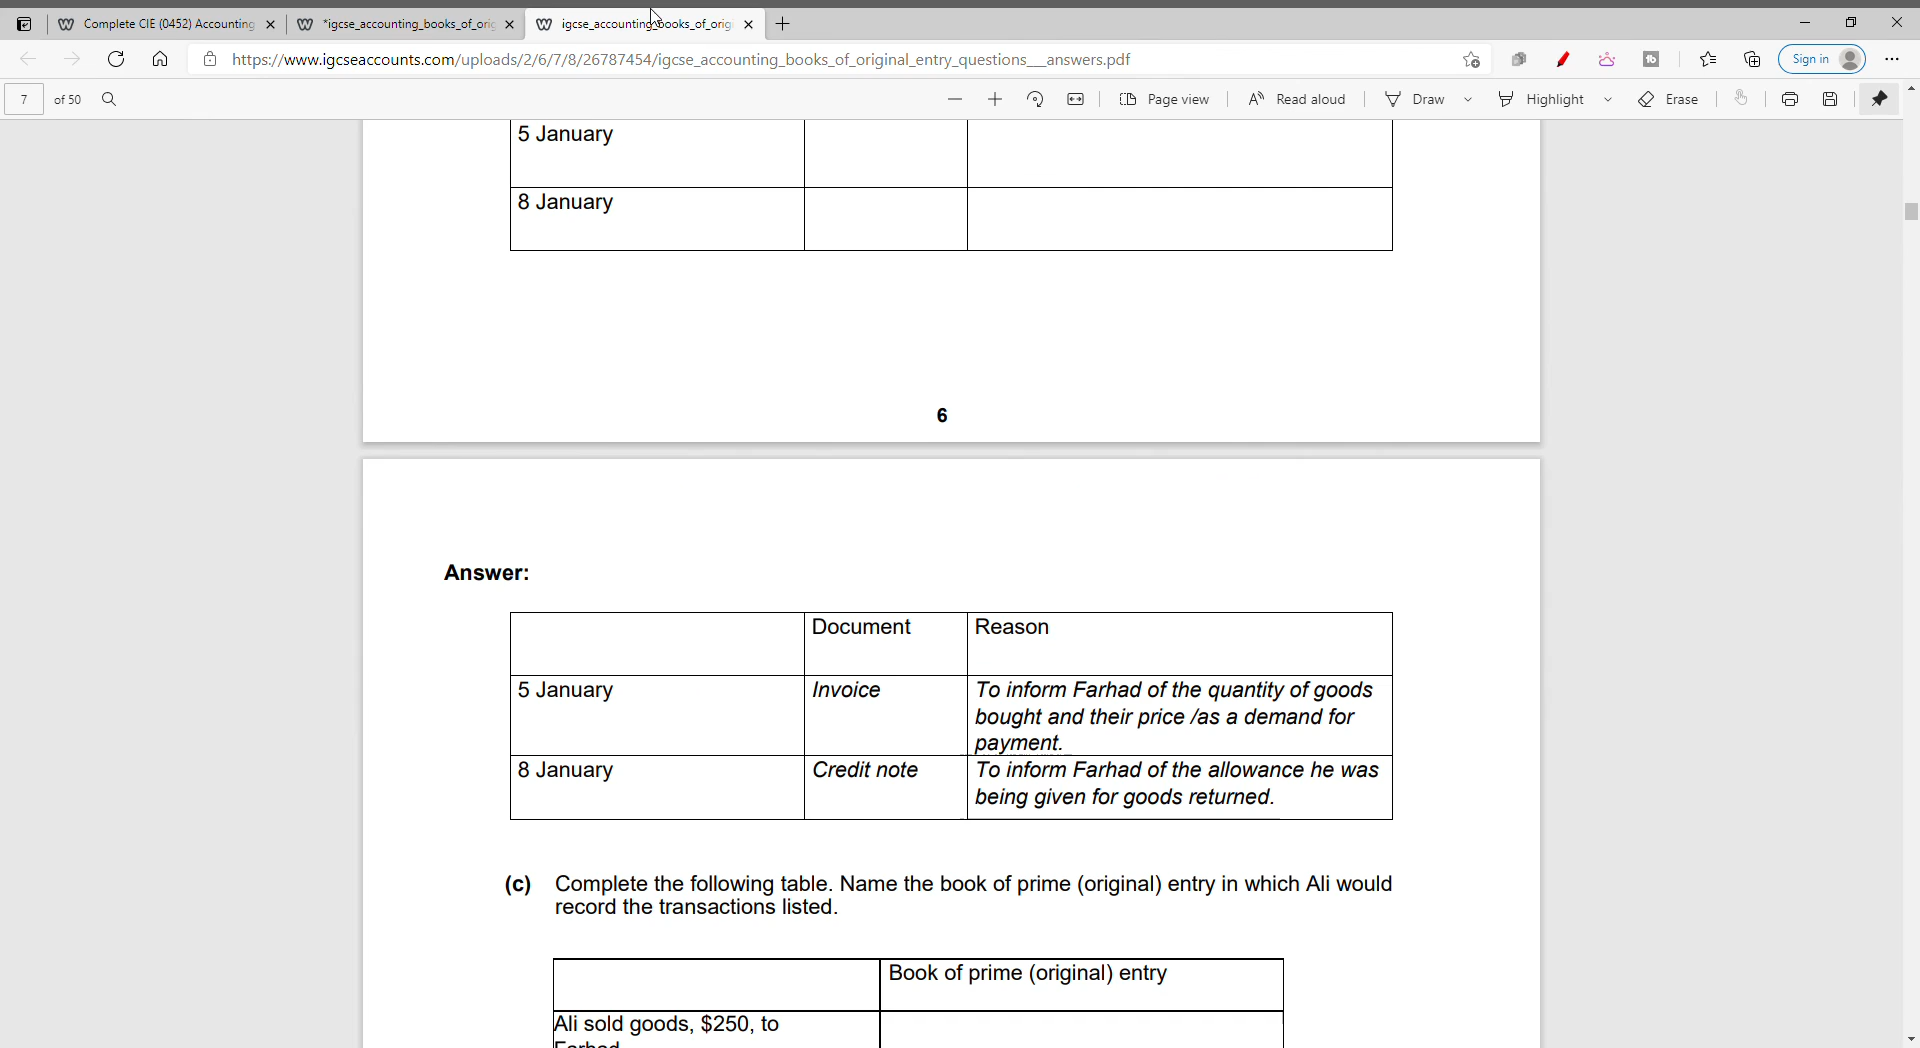 Complete CIE (0452) Accounting
*igcse_accounting_books_of_orig
igcse_accounting_books_of_orig
https://www.igcseaccounts.com/uploads/2/6/7/8/26787454/igcse_accounting_books_of_original_entry_questions___answers.pdf
Sign in
7 of 50
Page view
Read aloud
Draw
Highlight
Erase
5 January
8 January
6
Answer:
Document Reason
5 January Invoice To inform Farhad of the quantity of goods
bought and their price /as a demand for
payment.
8 January Credit note To inform Farhad of the allowance he was
being given for goods returned.
(c) Complete the following table. Name the book of prime (original) entry in which Ali would
record the transactions listed.
Book of prime (original) entry
Ali sold goods, $250, to
Farhad